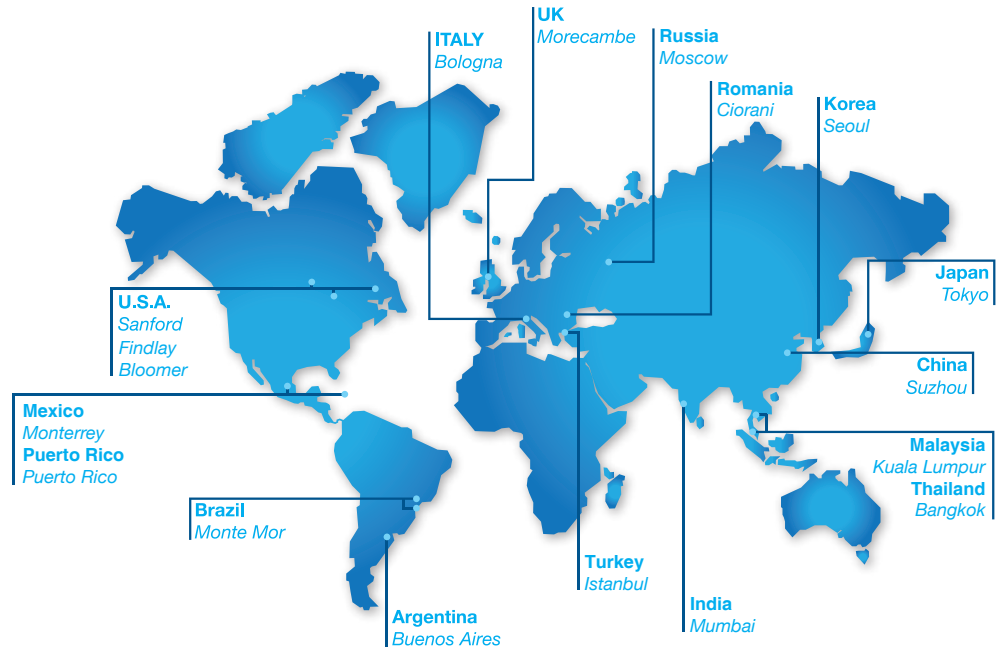 UK
Morecambe
ITALY
Bologna
Russia
Moscow
Romania
Ciorani
Korea
Seoul
Japan
Tokyo
U.S.A.
Sanford
Findlay
Bloomer
China
Suzhou
Mexico
Monterrey
Puerto Rico
Puerto Rico
Malaysia
Kuala Lumpur
Thailand
Bangkok
Brazil
Monte Mor
Turkey
Istanbul
India
Mumbai
Argentina
Buenos Aires